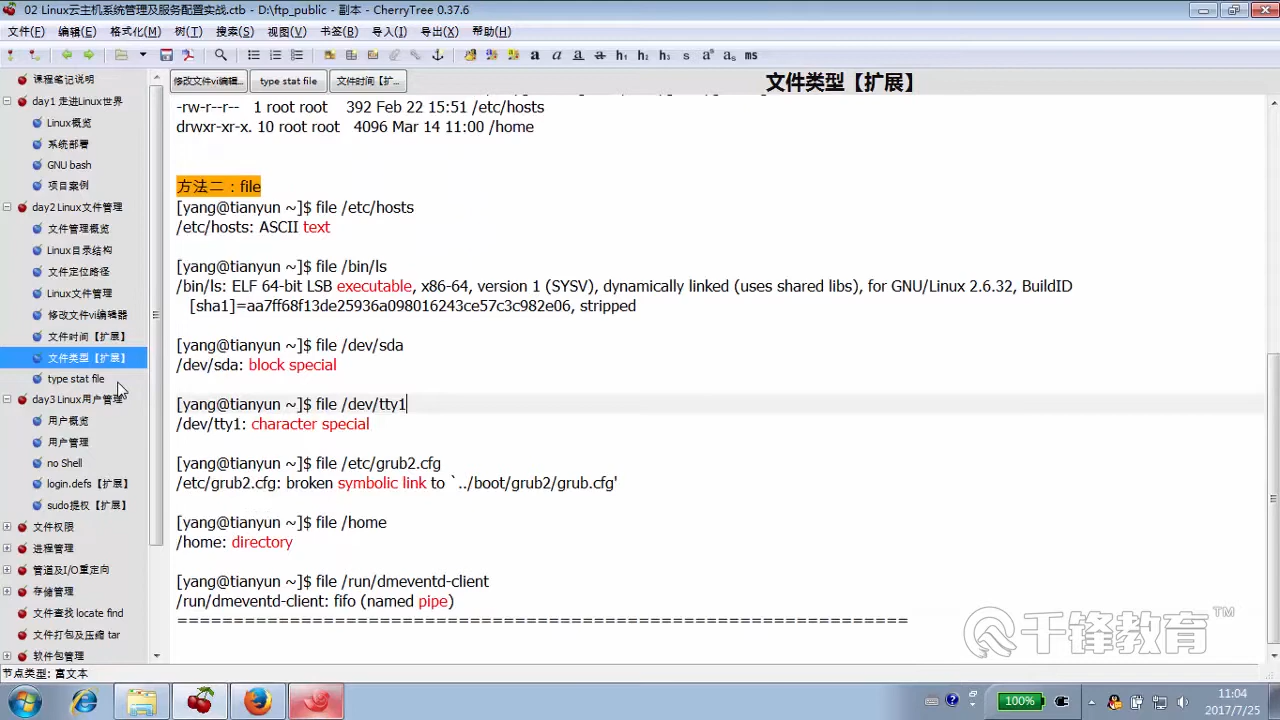 02 Linux云主机系统管理及服务配置实战.ctb - D:\ftp_public - 副本 - CherryTree 0.37.6
文件(F) 编辑(E) 格式化(M) 树(T) 搜索(S) 视图(V) 书签(B) 导入(I) 导出(X) 帮助(H)
a a a a h₁ h₂ h₃ s aˢ aₛ ms
课程笔记说明
day1 走进Linux世界
Linux概览
系统部署
GNU bash
项目案例
day2 Linux文件管理
文件管理概览
Linux目录结构
文件定位路径
Linux文件管理
修改文件vi编辑器
文件时间【扩展】
文件类型【扩展】
type stat file
day3 Linux用户管理
用户概览
用户管理
no Shell
login.defs【扩展】
sudo提权【扩展】
文件权限
进程管理
管道及I/O重定向
存储管理
文件查找 locate find
文件打包及压缩 tar
软件包管理
修改文件vi编辑... type stat file 文件时间【扩... 文件类型【扩展】
-rw-r--r-- 1 root root 392 Feb 22 15:51 /etc/hosts
drwxr-xr-x. 10 root root 4096 Mar 14 11:00 /home
方法二：file
[yang@tianyun ~]$ file /etc/hosts
/etc/hosts: ASCII text
[yang@tianyun ~]$ file /bin/ls
/bin/ls: ELF 64-bit LSB executable, x86-64, version 1 (SYSV), dynamically linked (uses shared libs), for GNU/Linux 2.6.32, BuildID
[sha1]=aa7ff68f13de25936a098016243ce57c3c982e06, stripped
[yang@tianyun ~]$ file /dev/sda
/dev/sda: block special
[yang@tianyun ~]$ file /dev/tty1
/dev/tty1: character special
[yang@tianyun ~]$ file /etc/grub2.cfg
/etc/grub2.cfg: broken symbolic link to `../boot/grub2/grub.cfg'
[yang@tianyun ~]$ file /home
/home: directory
[yang@tianyun ~]$ file /run/dmeventd-client
/run/dmeventd-client: fifo (named pipe)
=================================================================
千锋教育™
节点类型: 富文本
100%
11:04
2017/7/25